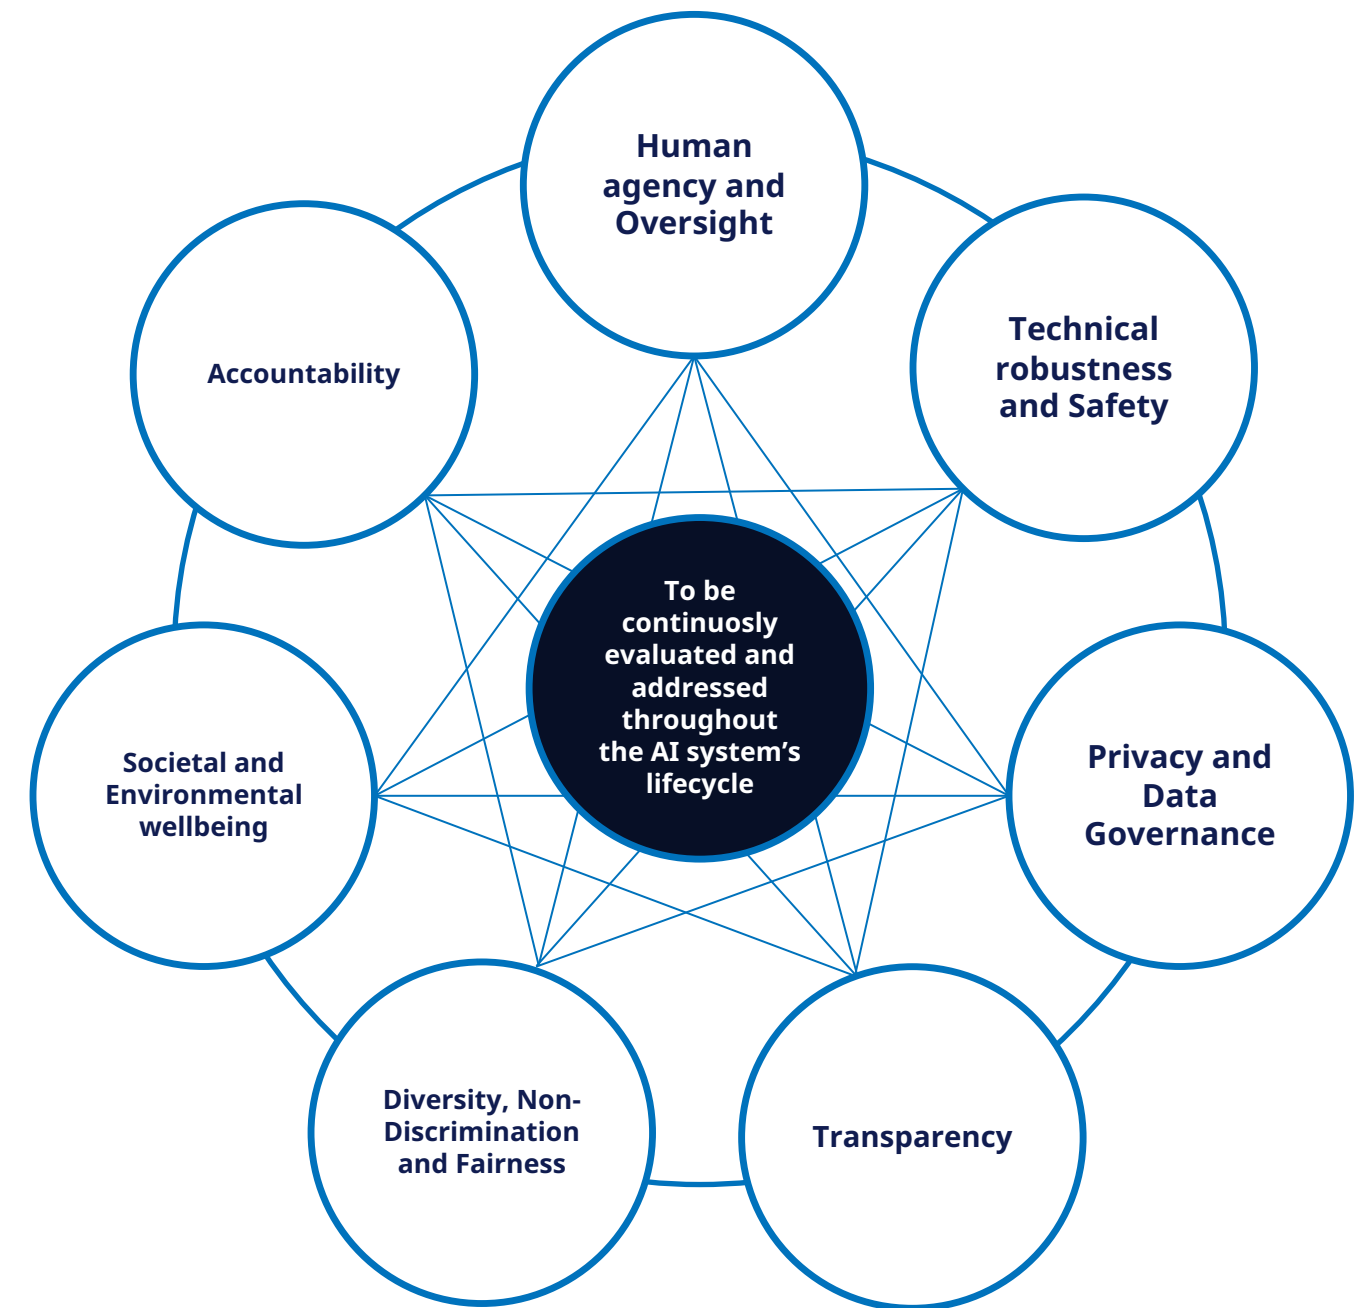 Human
agency and
Oversight
Technical
robustness
and Safety
Accountability
To be
continuosly
evaluated and
addressed
throughout
the AI system’s
lifecycle
Privacy and
Data
Governance
Societal and
Environmental
wellbeing
Diversity, Non-
Discrimination
and Fairness
Transparency